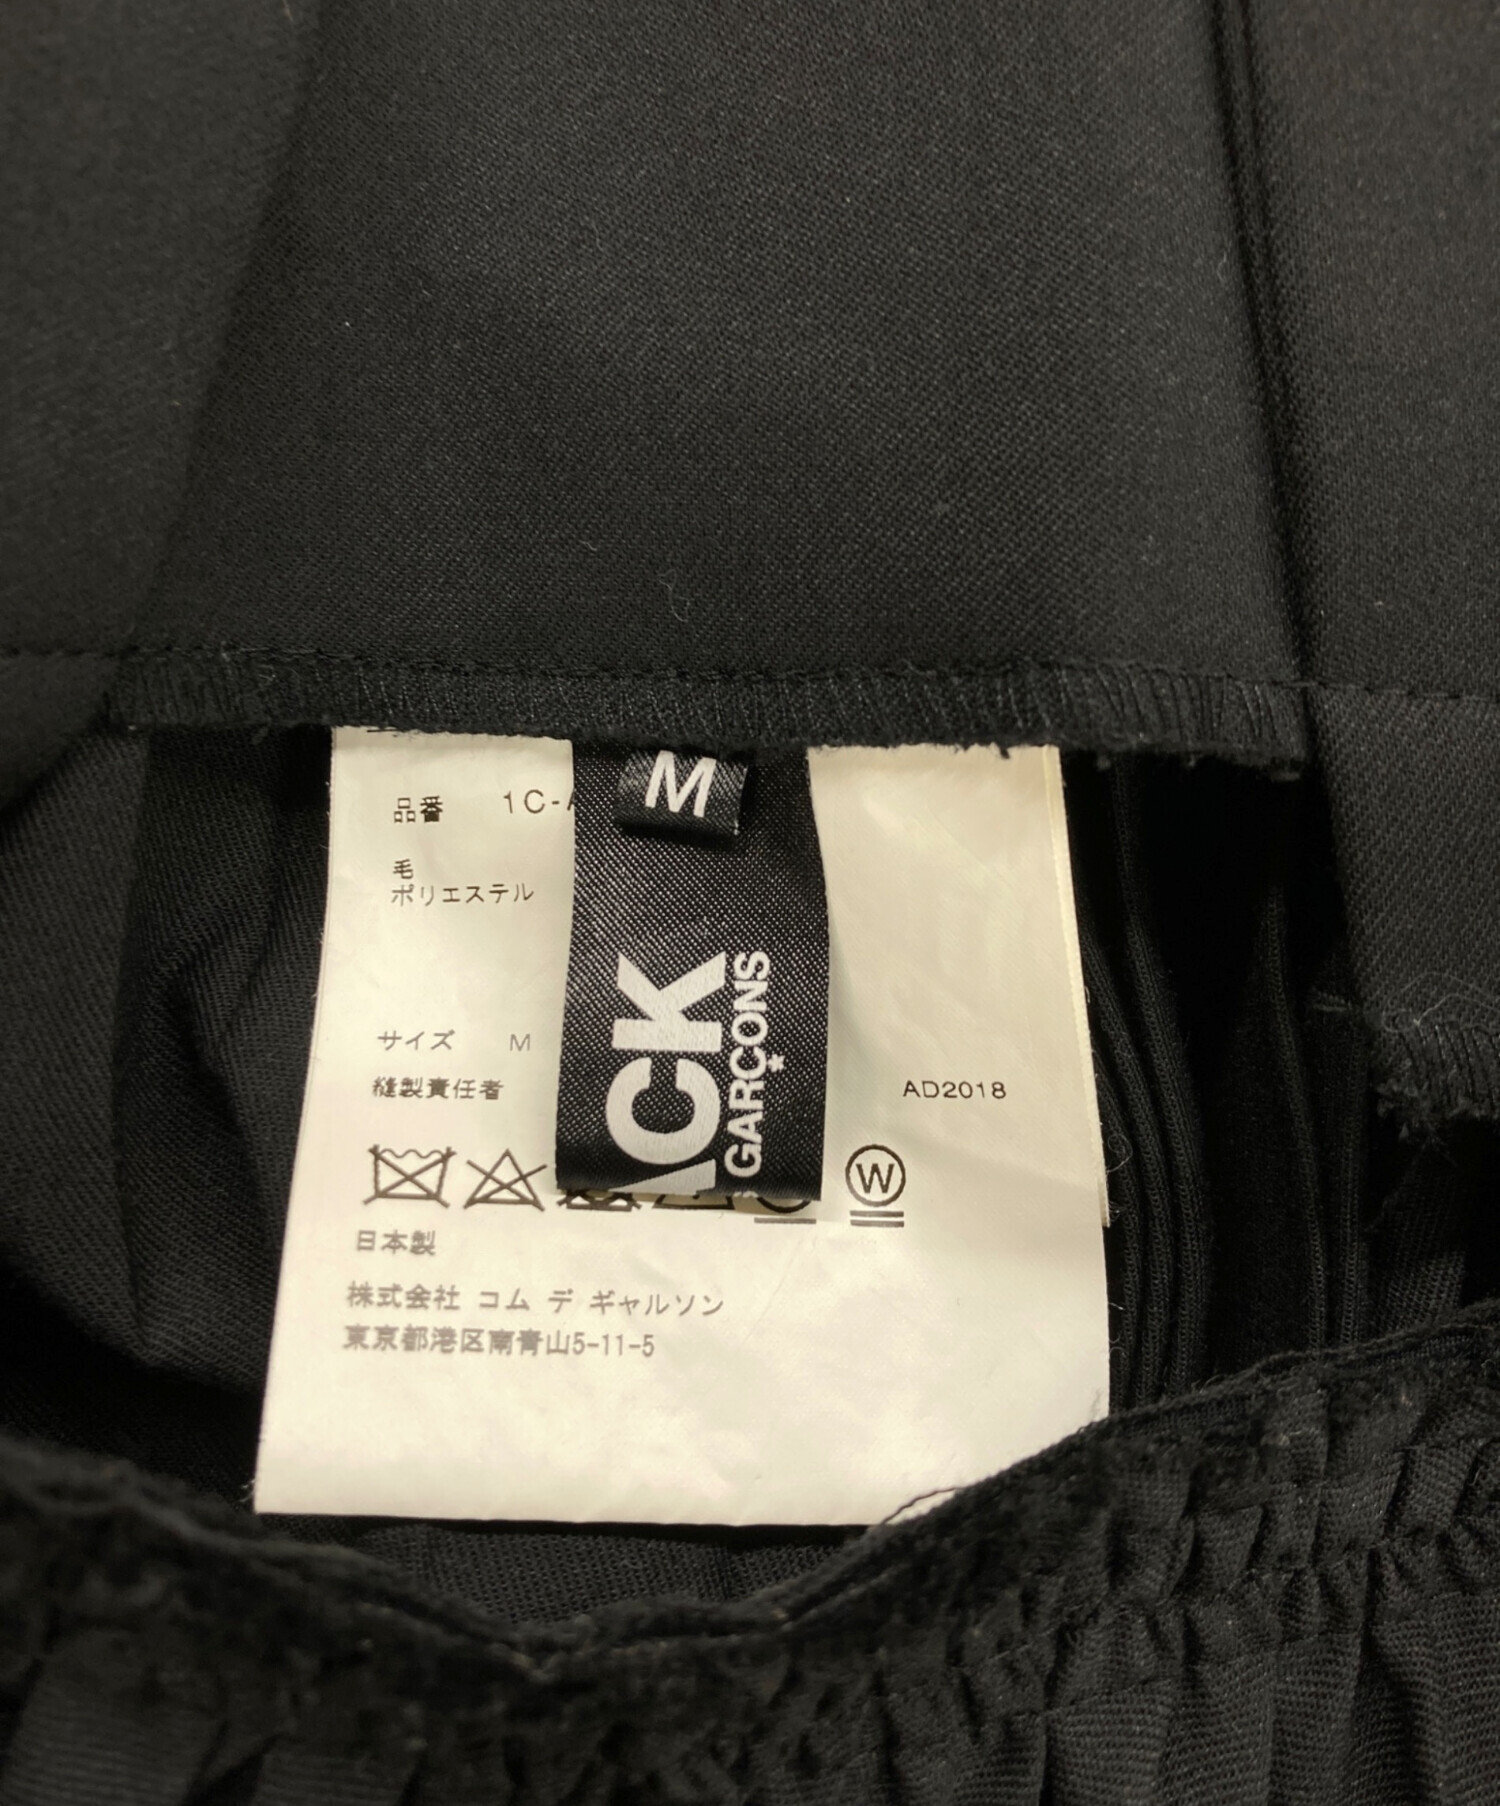 M
品番 1C-A
毛
ポリエステル
サイズ M
縫製責任者
ACK
GARCONS
AD2018
W
日本製
株式会社 コム デ ギャルソン
東京都港区南青山5-11-5